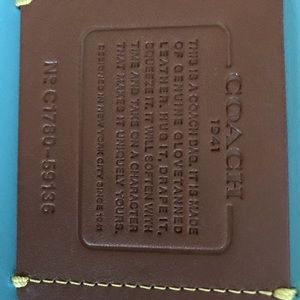 COACH
1941
THIS IS A COACH BAG. IT IS MADE
OF GENUINE GLOVETANNED
LEATHER. HUG IT, DRAPE IT,
SQUEEZE IT. IT WILL SOFTEN WITH
TIME AND TAKE ON A CHARACTER
THAT MAKES IT UNIQUELY YOURS.
DESIGNED IN NEW YORK CITY SINCE 1941
Nº C1780-59136